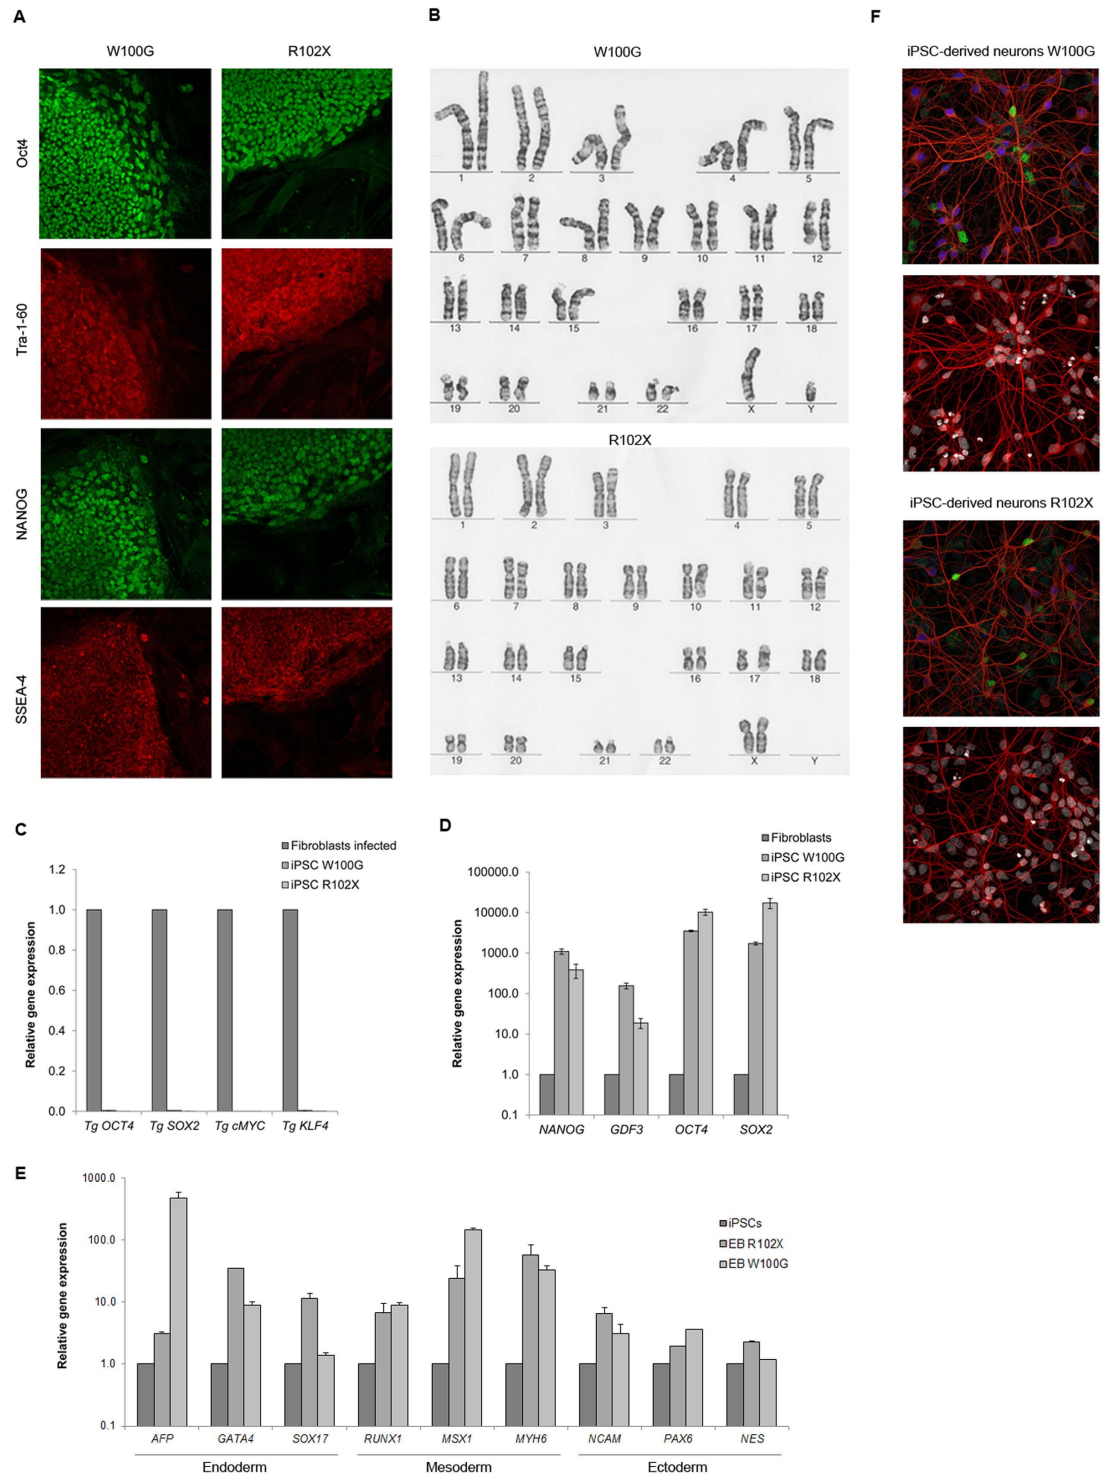 A
W100G
R102X
Oct4
Tra-1-60
NANOG
SSEA-4
B
W100G
1 2 3 4 5
6 7 8 9 10 11 12
13 14 15 16 17 18
19 20 21 22 X Y
R102X
1 2 3 4 5
6 7 8 9 10 11 12
13 14 15 16 17 18
19 20 21 22 X Y
F
iPSC-derived neurons W100G
iPSC-derived neurons R102X
C
Fibroblasts infected
iPSC W100G
iPSC R102X
Relative gene expression
1.2
1.0
0.8
0.6
0.4
0.2
0.0
Tg OCT4 Tg SOX2 Tg cMYC Tg KLF4
D
Fibroblasts
iPSC W100G
iPSC R102X
Relative gene expression
100000.0
10000.0
1000.0
100.0
10.0
1.0
0.1
NANOG GDF3 OCT4 SOX2
E
iPSCs
EB R102X
EB W100G
Relative gene expression
1000.0
100.0
10.0
1.0
0.1
AFP GATA4 SOX17 RUNX1 MSX1 MYH6 NCAM PAX6 NES
Endoderm Mesoderm Ectoderm